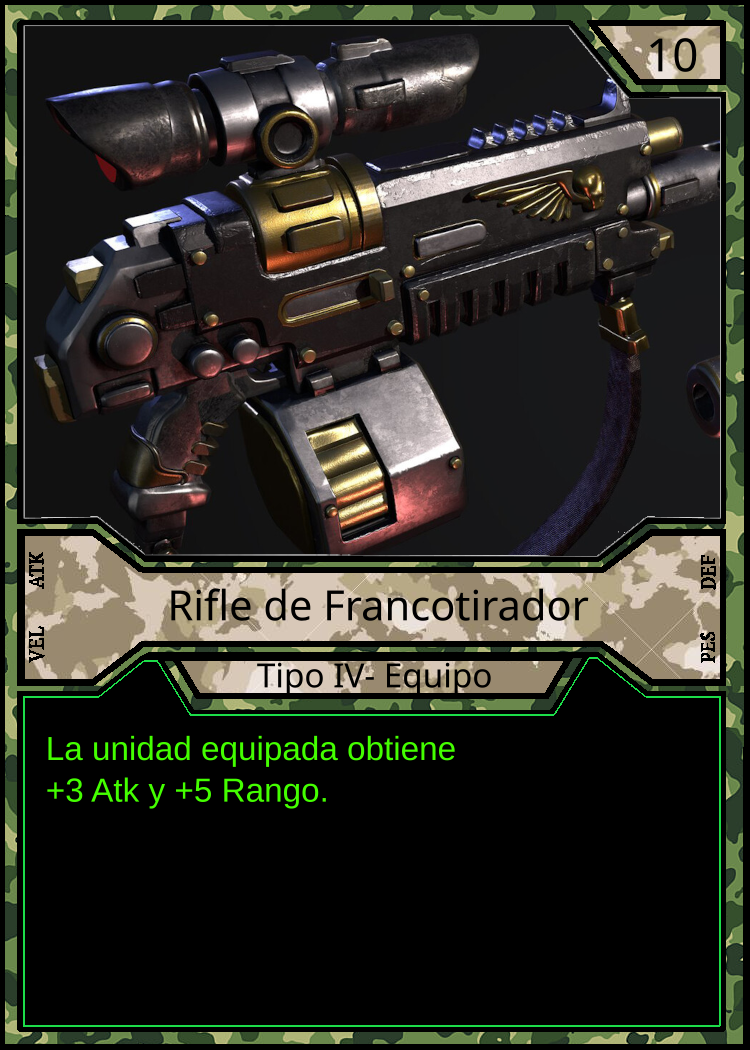 10
ATK
DEF
Rifle de Francotirador
VEL
PES
Tipo IV- Equipo
La unidad equipada obtiene
+3 Atk y +5 Rango.